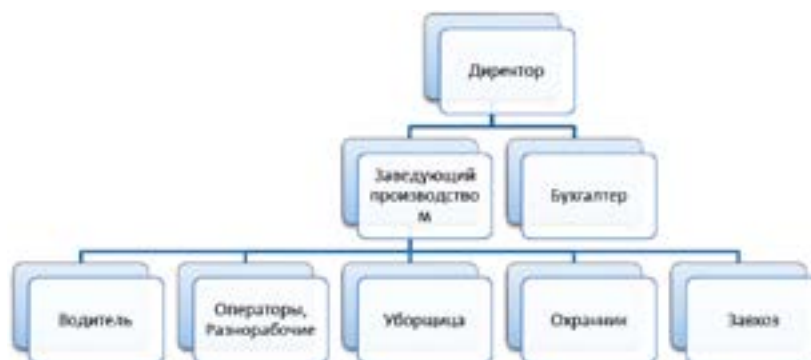 Директор
Заведующий
производство
м
Бухгалтер
Водитель
Операторы,
Разнорабочие
Уборщица
Охранник
Завхоз